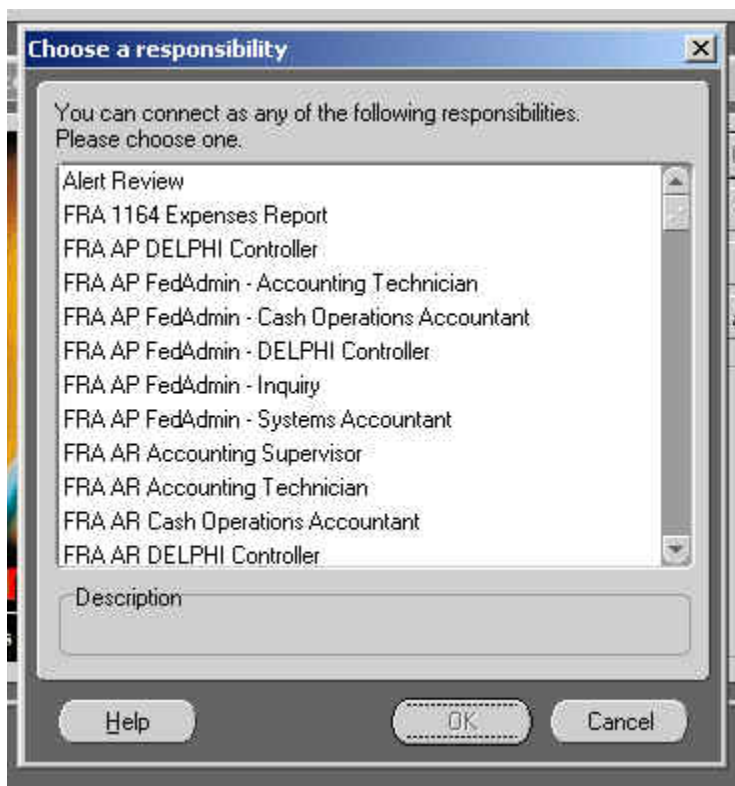 Choose a responsibility
You can connect as any of the following responsibilities.
Please choose one.
Alert Review
FRA 1164 Expenses Report
FRA AP DELPHI Controller
FRA AP FedAdmin - Accounting Technician
FRA AP FedAdmin - Cash Operations Accountant
FRA AP FedAdmin - DELPHI Controller
FRA AP FedAdmin - Inquiry
FRA AP FedAdmin - Systems Accountant
FRA AR Accounting Supervisor
FRA AR Accounting Technician
FRA AR Cash Operations Accountant
FRA AR DELPHI Controller
Description
Help
OK
Cancel